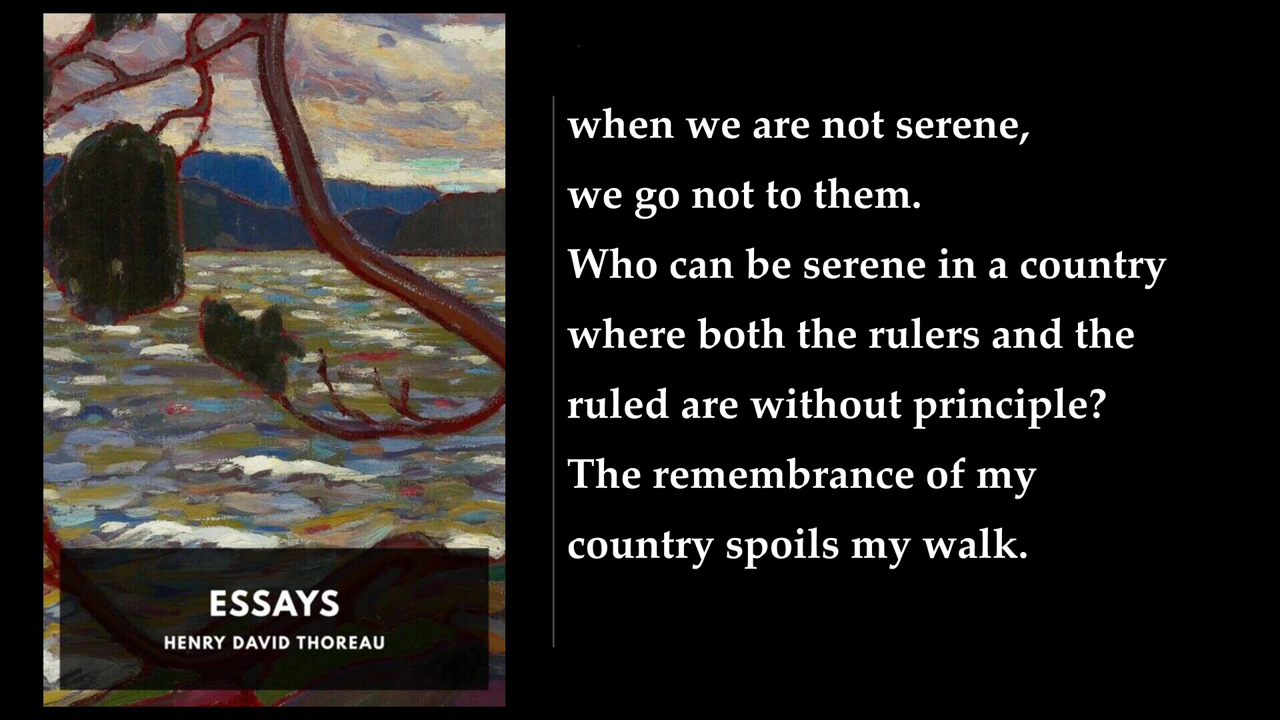 ESSAYS
HENRY DAVID THOREAU
when we are not serene,
we go not to them.
Who can be serene in a country
where both the rulers and the
ruled are without principle?
The remembrance of my
country spoils my walk.